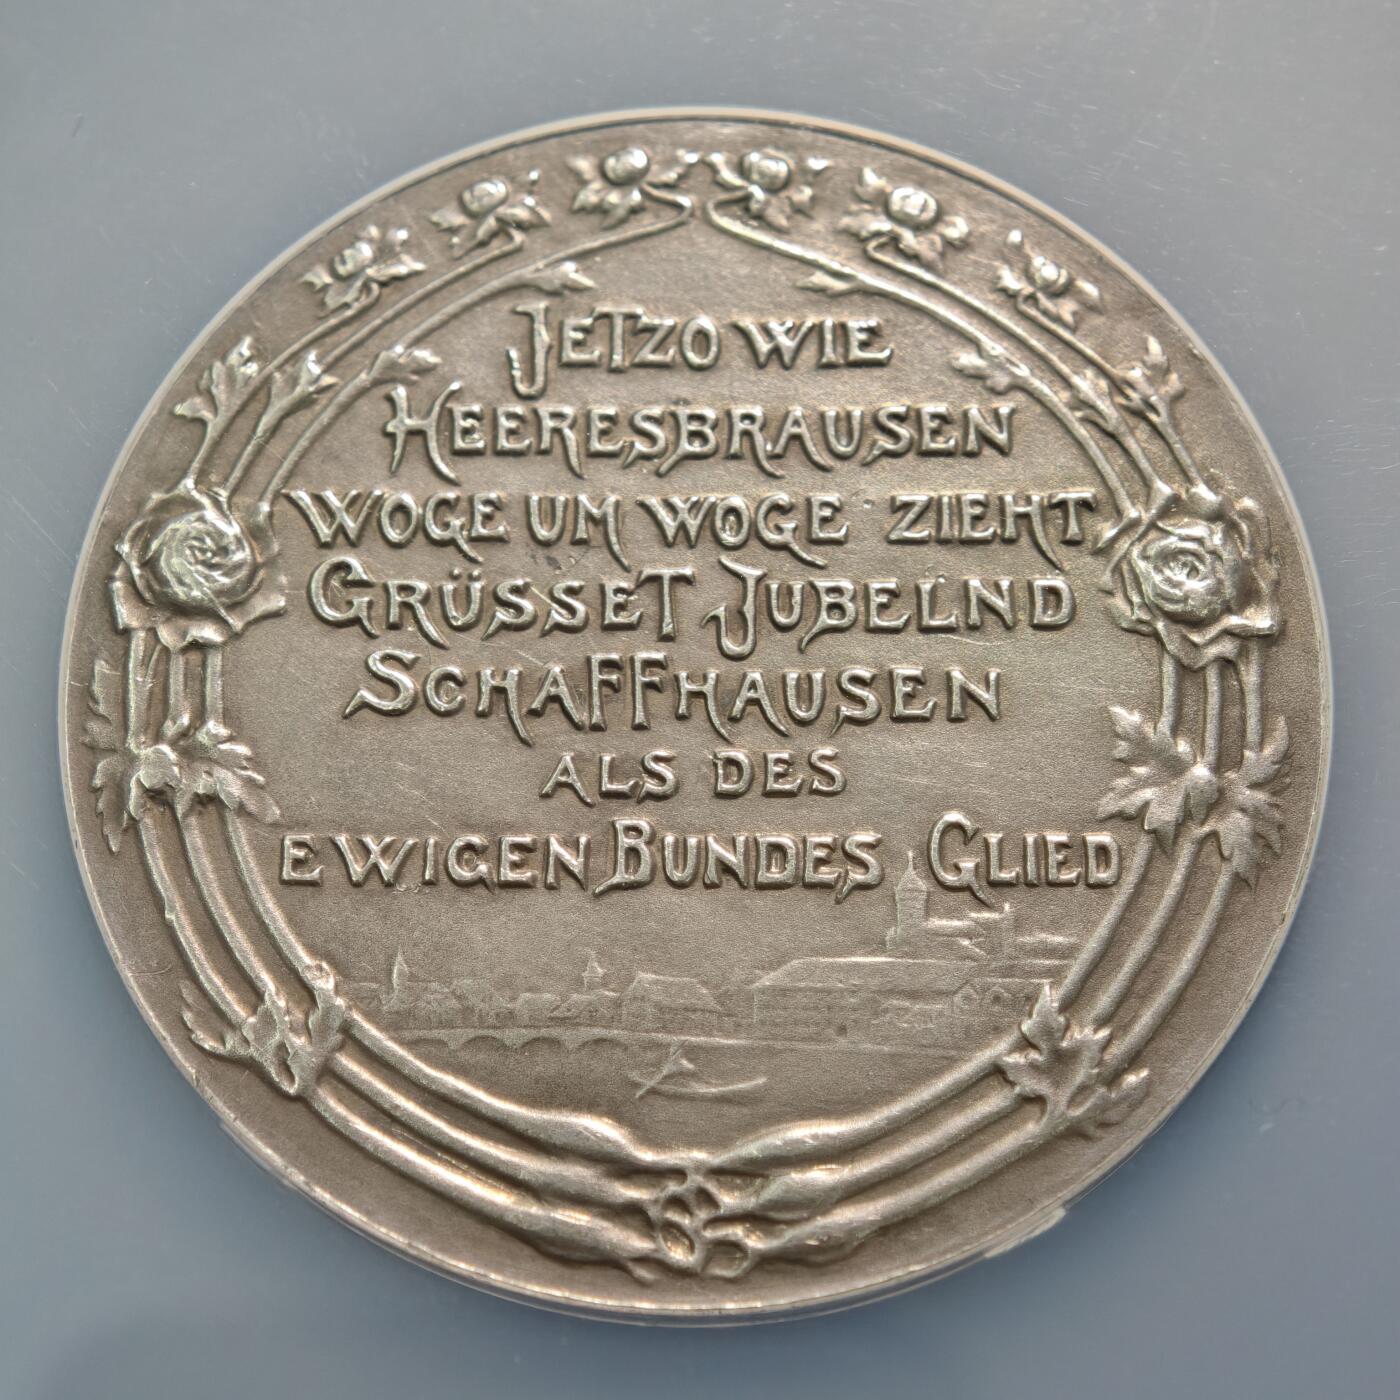 JETZO WIE
HEERESBRAUSEN
WOGE UM WOGE ZIEHT
GRÜSSET JUBELND
SCHAFFHAUSEN
ALS DES
EWIGEN BUNDES GLIED